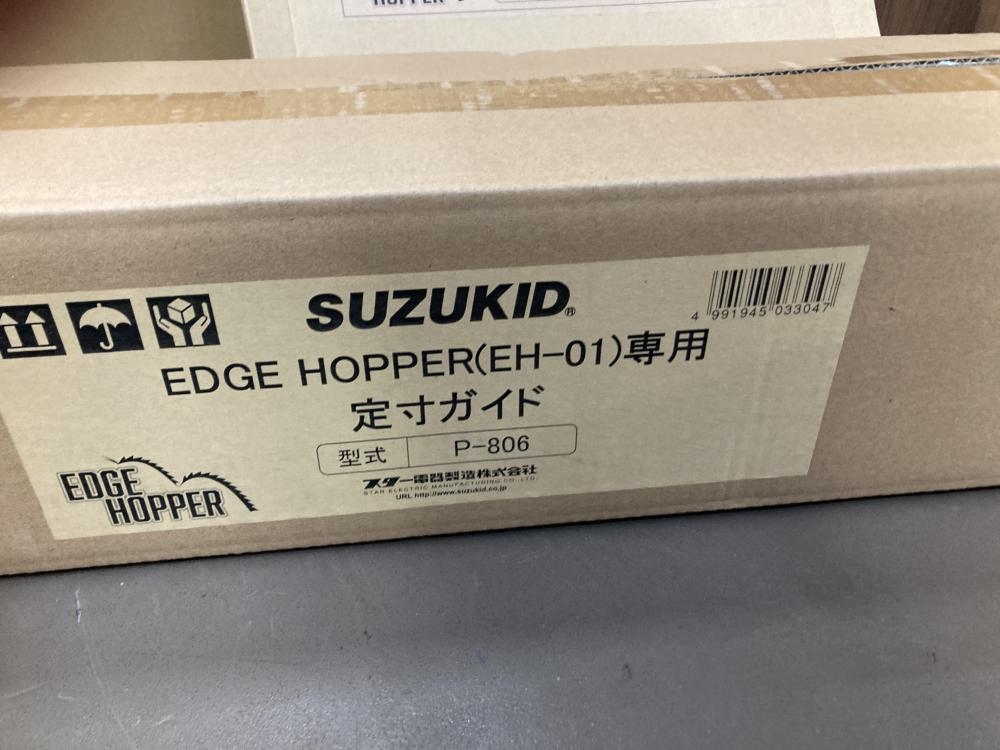 HOPPER
SUZUKID®
4 991945 033047
EDGE HOPPER(EH-01)専用
定寸ガイド
型式 P-806
スター電器製造株式会社
STAR ELECTRIC MANUFACTURING CO.,LTD.
URL http://www.suzukid.co.jp
EDGE
HOPPER